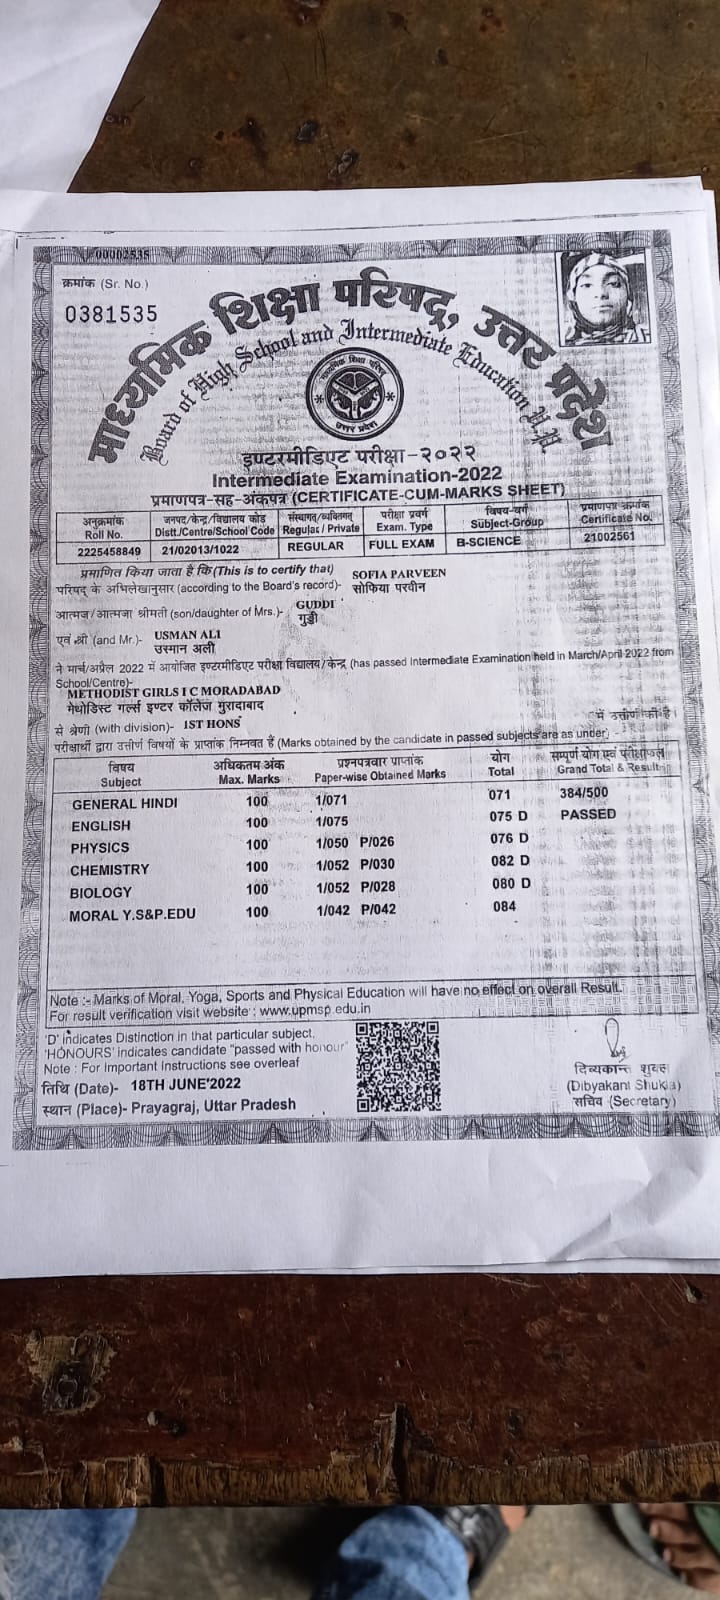 00002535
क्रमांक (Sr. No.)
0381535
माध्यमिक शिक्षा परिषद्, उत्तर प्रदेश
Board of High School and Intermediate Education U.P.
माध्यमिक शिक्षा परिषद
उत्तर प्रदेश
इण्टरमीडिएट परीक्षा-२०२२
Intermediate Examination-2022
प्रमाणपत्र-सह-अंकपत्र (CERTIFICATE-CUM-MARKS SHEET)
अनुक्रमांक जनपद/केन्द्र/विद्यालय कोड संस्थागत/व्यक्तिगत परीक्षा प्रवर्ग विषय-वर्ग प्रमाणपत्र क्रमांक
Roll No. Distt./Centre/School Code Regular / Private Exam. Type Subject-Group Certificate No.
2225458849 21/02013/1022 REGULAR FULL EXAM B-SCIENCE 21002561
प्रमाणित किया जाता है कि (This is to certify that) SOFIA PARVEEN
परिषद् के अभिलेखानुसार (according to the Board's record)- सोफिया परवीन
आत्मज/आत्मजा श्रीमती (son/daughter of Mrs.)- GUDDI
गुड्डी
एवं श्री (and Mr.)- USMAN ALI
उस्मान अली
ने मार्च/अप्रैल 2022 में आयोजित इण्टरमीडिएट परीक्षा विद्यालय/केन्द्र (has passed Intermediate Examination held in March/April 2022 from
School/Centre)-
METHODIST GIRLS I C MORADABAD
मेथोडिस्ट गर्ल्स इण्टर कॉलेज मुरादाबाद
से श्रेणी (with division)- 1ST HONS में उत्तीर्ण की है।
परीक्षार्थी द्वारा उत्तीर्ण विषयों के प्राप्तांक निम्नवत हैं (Marks obtained by the candidate in passed subjects are as under)
विषय अधिकतम अंक प्रश्नपत्रवार प्राप्तांक योग सम्पूर्ण योग एवं परीक्षाफल
Subject Max. Marks Paper-wise Obtained Marks Total Grand Total & Result
GENERAL HINDI 100 1/071 071 384/500
ENGLISH 100 1/075 075 D PASSED
PHYSICS 100 1/050 P/026 076 D
CHEMISTRY 100 1/052 P/030 082 D
BIOLOGY 100 1/052 P/028 080 D
MORAL Y.S&P.EDU 100 1/042 P/042 084
Note :- Marks of Moral, Yoga, Sports and Physical Education will have no effect on overall Result.
For result verification visit website : www.upmsp.edu.in
'D' indicates Distinction in that particular subject.
'HONOURS' indicates candidate "passed with honour"
Note : For Important Instructions see overleaf
तिथि (Date)- 18TH JUNE'2022
स्थान (Place)- Prayagraj, Uttar Pradesh
दिव्यकान्त शुक्ल
(Dibyakant Shukla)
सचिव (Secretary)